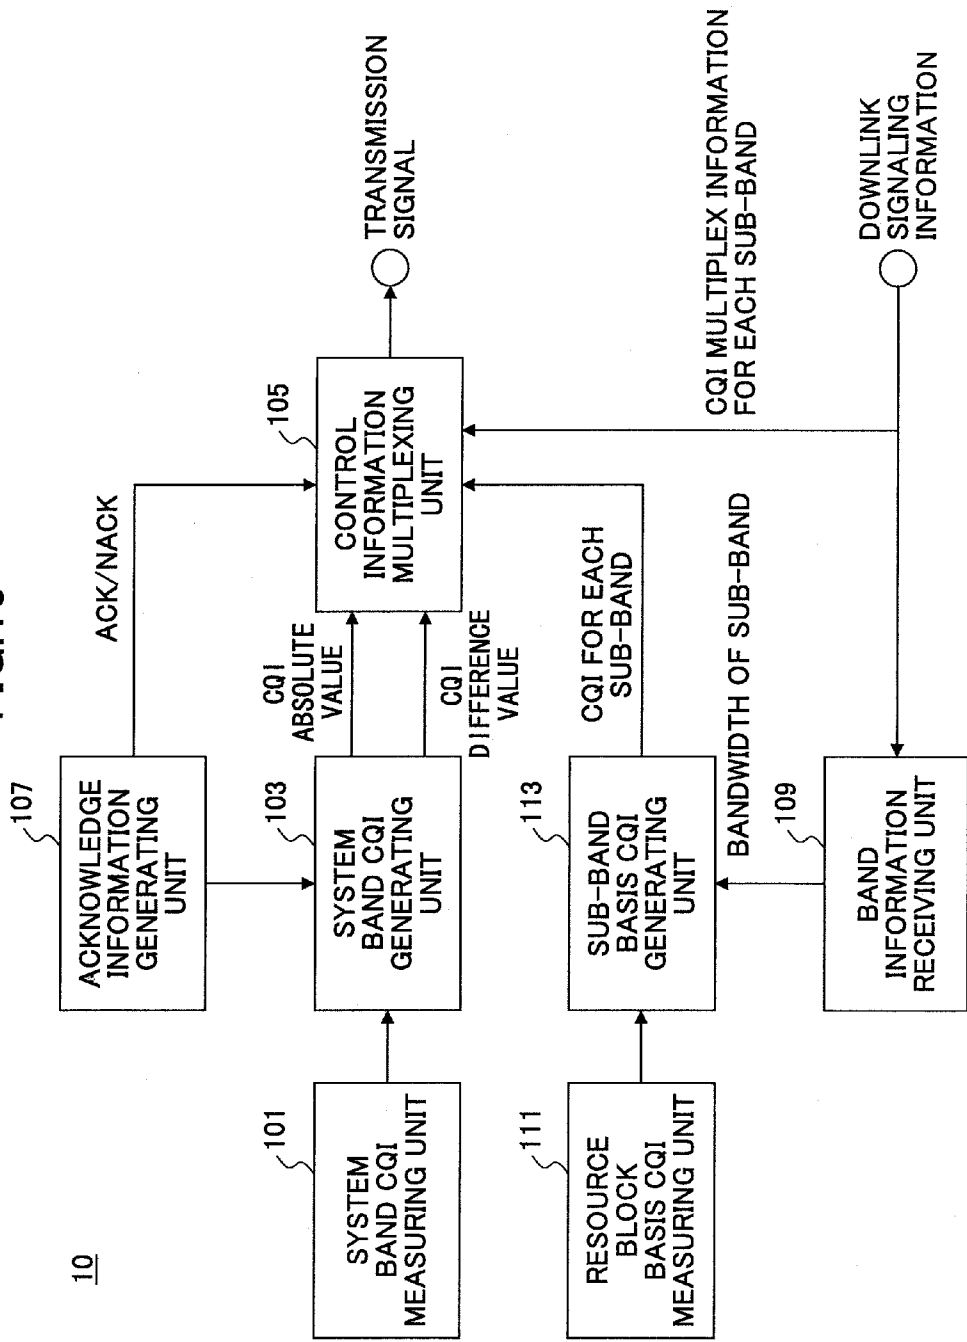 10
101
SYSTEM
BAND CQI
MEASURING UNIT
111
RESOURCE
BLOCK
BASIS CQI
MEASURING UNIT
107
ACKNOWLEDGE
INFORMATION
GENERATING
UNIT
103
SYSTEM
BAND CQI
GENERATING
UNIT
113
SUB-BAND
BASIS CQI
GENERATING
UNIT
109
BAND
INFORMATION
RECEIVING UNIT
ACK/NACK
CQI
ABSOLUTE
VALUE
CQI
DIFFERENCE
VALUE
CQI FOR EACH
SUB-BAND
BANDWIDTH OF SUB-BAND
105
CONTROL
INFORMATION
MULTIPLEXING
UNIT
TRANSMISSION
SIGNAL
CQI MULTIPLEX INFORMATION
FOR EACH SUB-BAND
DOWNLINK
SIGNALING
INFORMATION